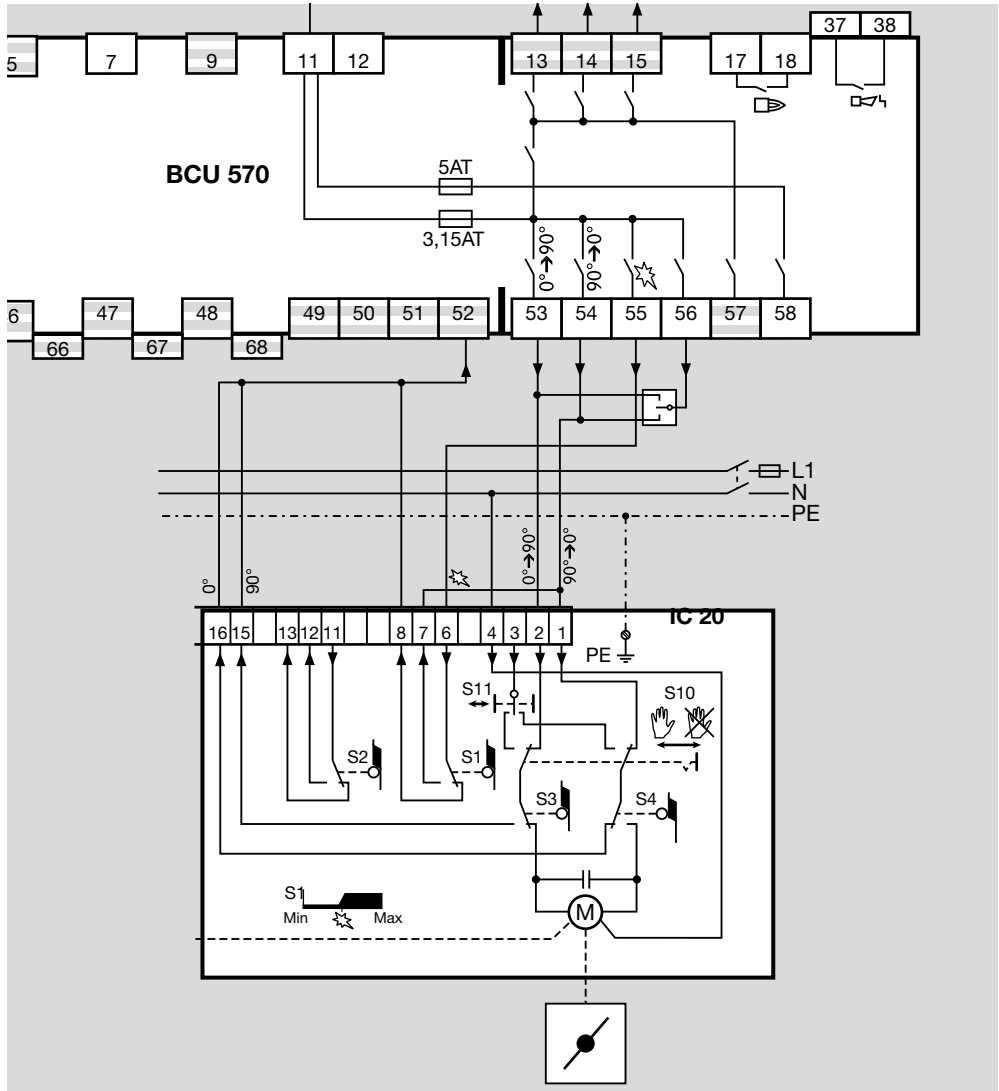 37 38
5 7 9 11 12 13 14 15 17 18
BCU 570
5AT
3,15AT
0°➔90°
90°➔0°
6 47 48 49 50 51 52 53 54 55 56 57 58
66 67 68
L1
N
PE
0°
90°
0°➔90°
90°➔0°
IC 20
16 15 13 12 11 8 7 6 4 3 2 1
PE
S11
S10
S2
S1
S3
S4
S1
Min Max
M